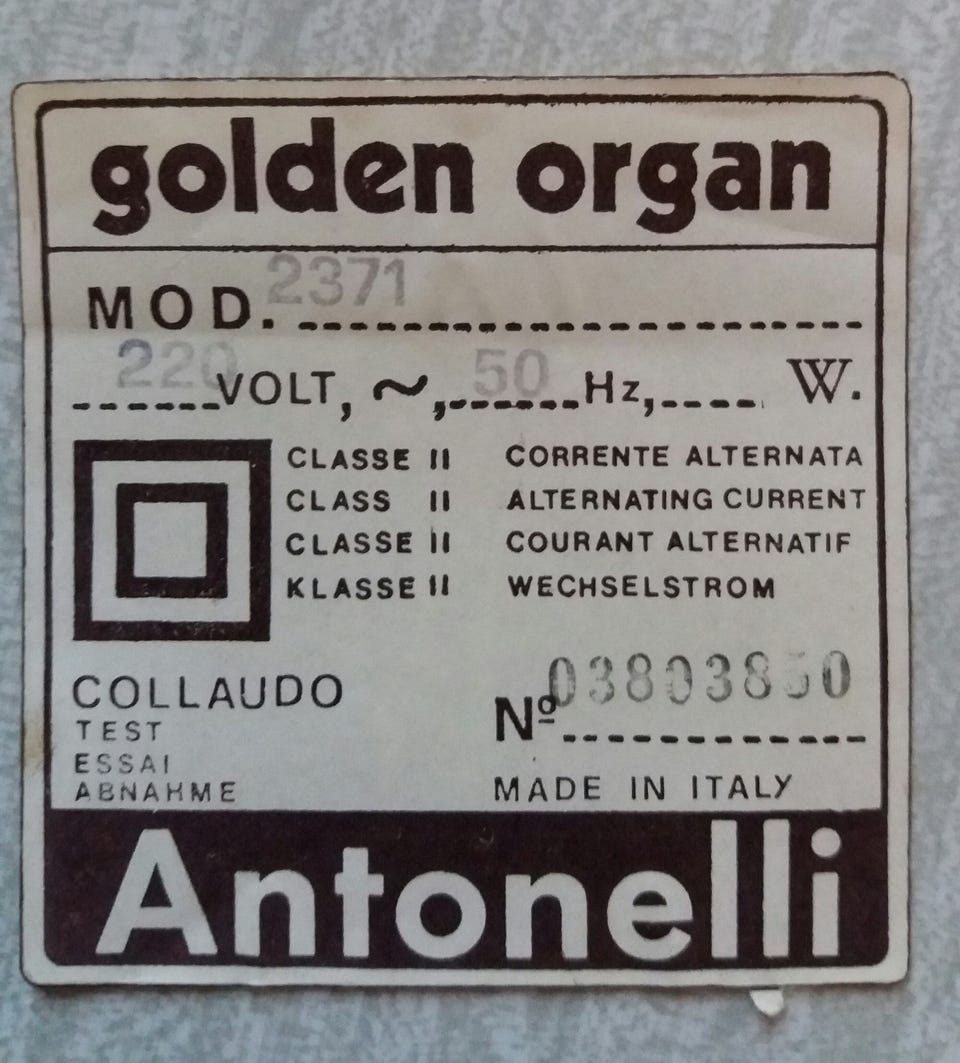 golden organ
MOD. 2371
220 VOLT, ~, 50 Hz, W.
CLASSE II CORRENTE ALTERNATA
CLASS II ALTERNATING CURRENT
CLASSE II COURANT ALTERNATIF
KLASSE II WECHSELSTROM
COLLAUDO
TEST
ESSAI
ABNAHME
Nº 03803850
MADE IN ITALY
Antonelli